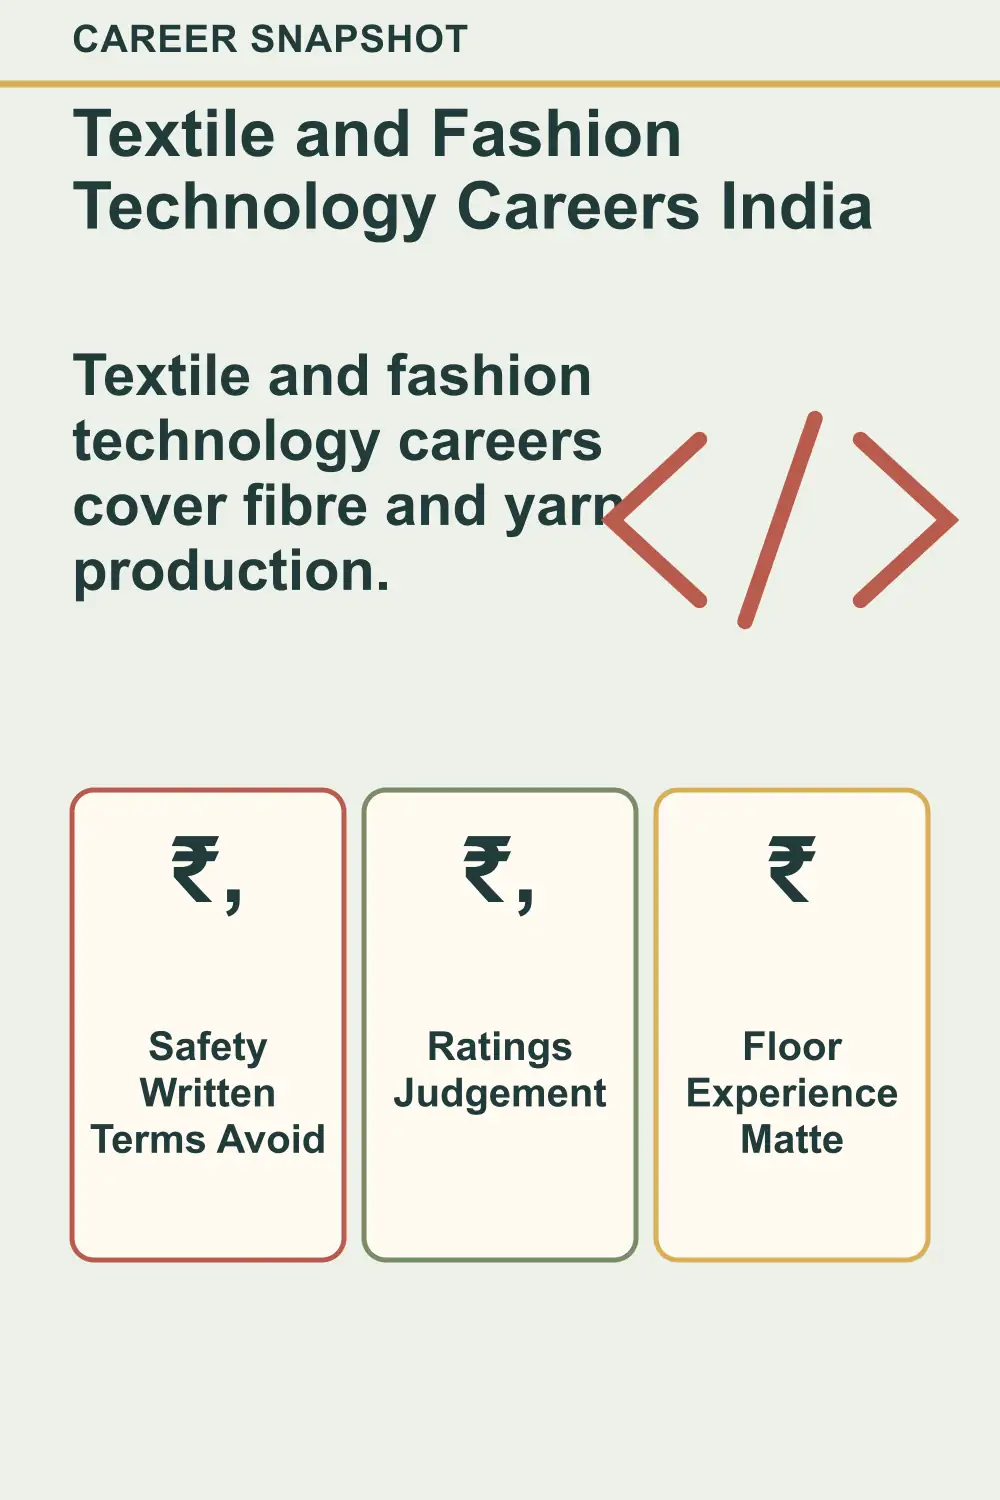 CAREER SNAPSHOT
Textile and Fashion
Technology Careers India
Textile and fashion
technology careers
cover fibre and yarn
production.
₹,
Safety
Written
Terms Avoid
₹,
Ratings
Judgement
₹
Floor
Experience
Matte